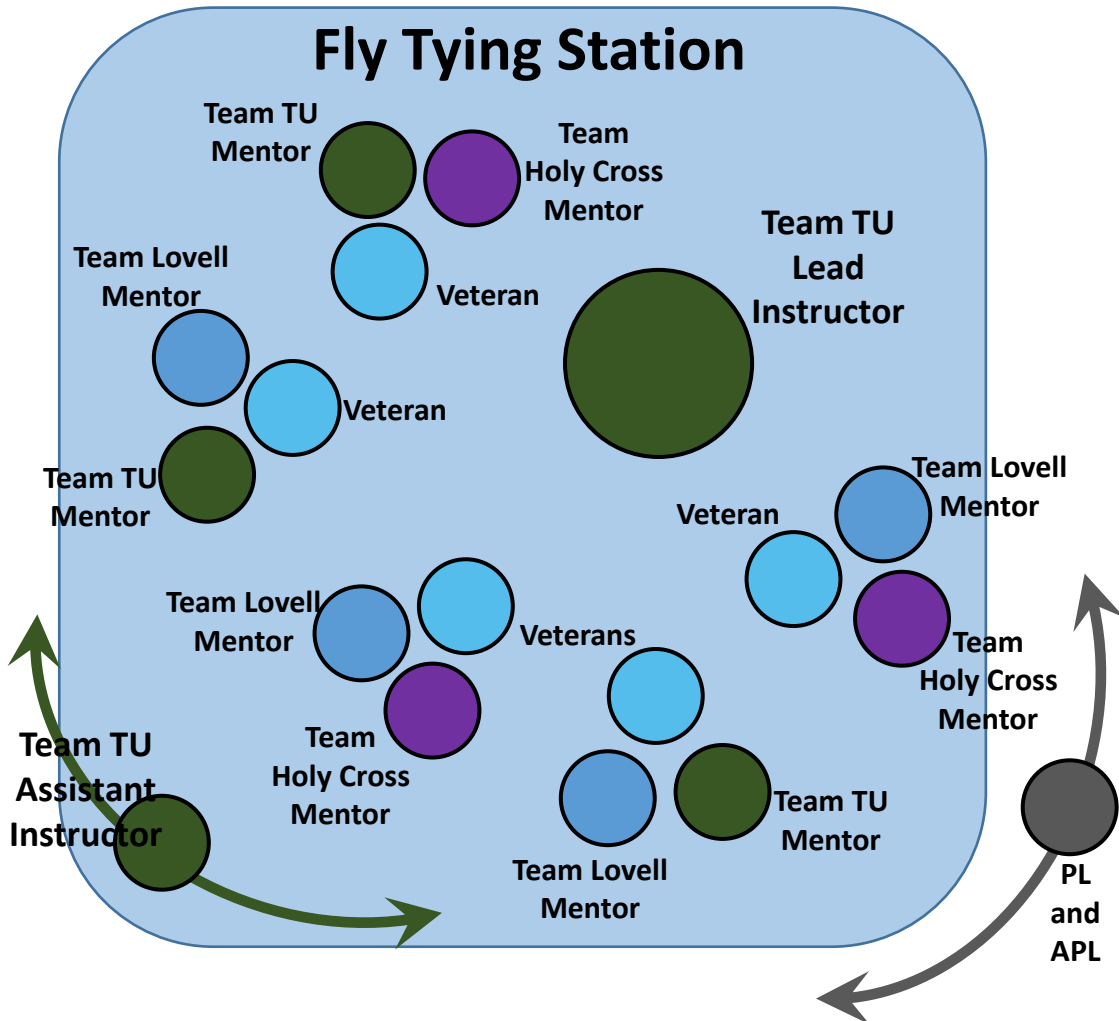 Fly Tying Station
Team TU
Mentor
Team
Holy Cross
Mentor
Team TU
Lead
Instructor
Team Lovell
Mentor
Veteran
Veteran
Team TU
Mentor
Team Lovell
Mentor
Veteran
Team Lovell
Mentor
Veterans
Team
Holy Cross
Mentor
Team
Holy Cross
Mentor
Team TU
Assistant
Instructor
Team TU
Mentor
Team Lovell
Mentor
PL
and
APL